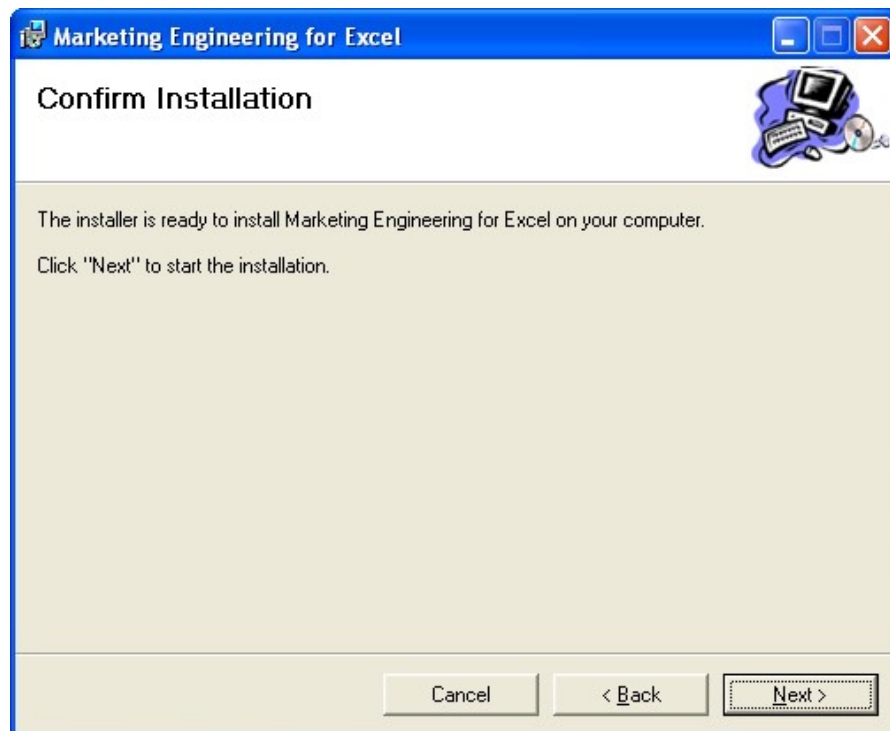 Marketing Engineering for Excel
Confirm Installation
The installer is ready to install Marketing Engineering for Excel on your computer.
Click "Next" to start the installation.
Cancel
< Back
Next >